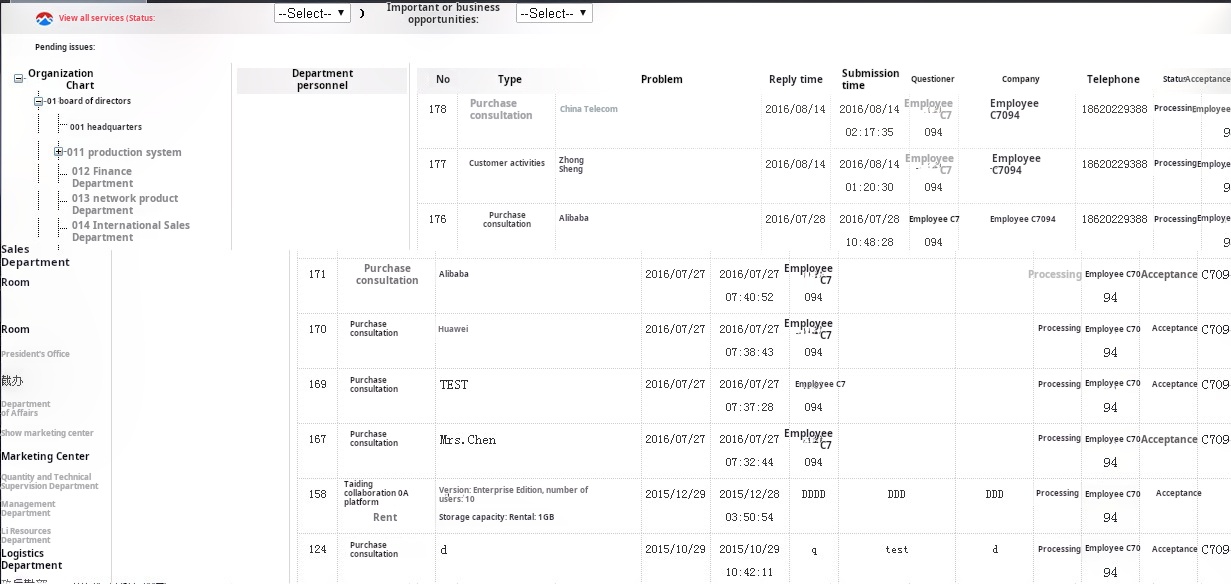 View all services (Status:
--Select-- )
Important or business
opportunities:
--Select--
Pending issues:
Organization
Chart
01 board of directors
001 headquarters
011 production system
012 Finance
Department
013 network product
Department
014 International Sales
Department
Sales
Department
Room
Room
President's Office
裁办
Department
of Affairs
Show marketing center
Marketing Center
Quantity and Technical
Supervision Department
Management
Department
Li Resources
Department
Logistics
Department
Department
personnel
No Type Problem Reply time Submission time Questioner Company Telephone Status Acceptance
178 Purchase consultation China Telecom 2016/08/14 2016/08/14 Employee C7 Employee C7094 18620229388 Processing Employee
02:17:35 094 9
177 Customer activities Zhong Sheng 2016/08/14 2016/08/14 Employee C7 Employee C7094 18620229388 Processing Employe
01:20:30 094 9
176 Purchase consultation Alibaba 2016/07/28 2016/07/28 Employee C7 Employee C7094 18620229388 Processing Employe
10:48:28 094 9
171 Purchase consultation Alibaba 2016/07/27 2016/07/27 Employee C7 Processing Employee C70 Acceptance C709
07:40:52 094 94
170 Purchase consultation Huawei 2016/07/27 2016/07/27 Employee C7 Processing Employee C70 Acceptance C709
07:38:43 094 94
169 Purchase consultation TEST 2016/07/27 2016/07/27 Employee C7 Processing Employee C70 Acceptance C709
07:37:28 094 94
167 Purchase consultation Mrs.Chen 2016/07/27 2016/07/27 Employee C7 Processing Employee C70 Acceptance C709
07:32:44 094 94
158 Taiding collaboration 0A platform Version: Enterprise Edition, number of users: 10 2015/12/29 2015/12/28 DDDD DDD DDD Processing Employee C70 Acceptance
Rent Storage capacity: Rental: 1GB 03:50:54 94
124 Purchase consultation d 2015/10/29 2015/10/29 q test d Processing Employee C70 Acceptance C709
10:42:11 94